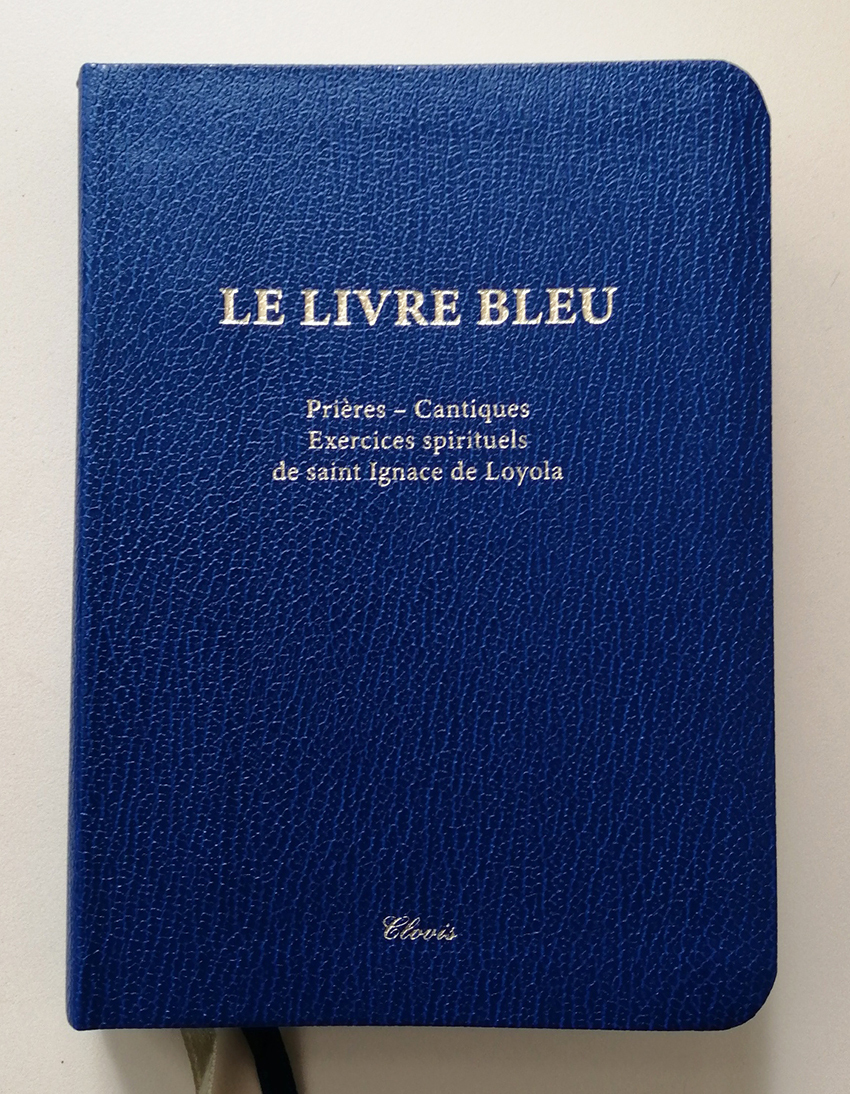 LE LIVRE BLEU
Prières – Cantiques
Exercices spirituels
de saint Ignace de Loyola
Clovis